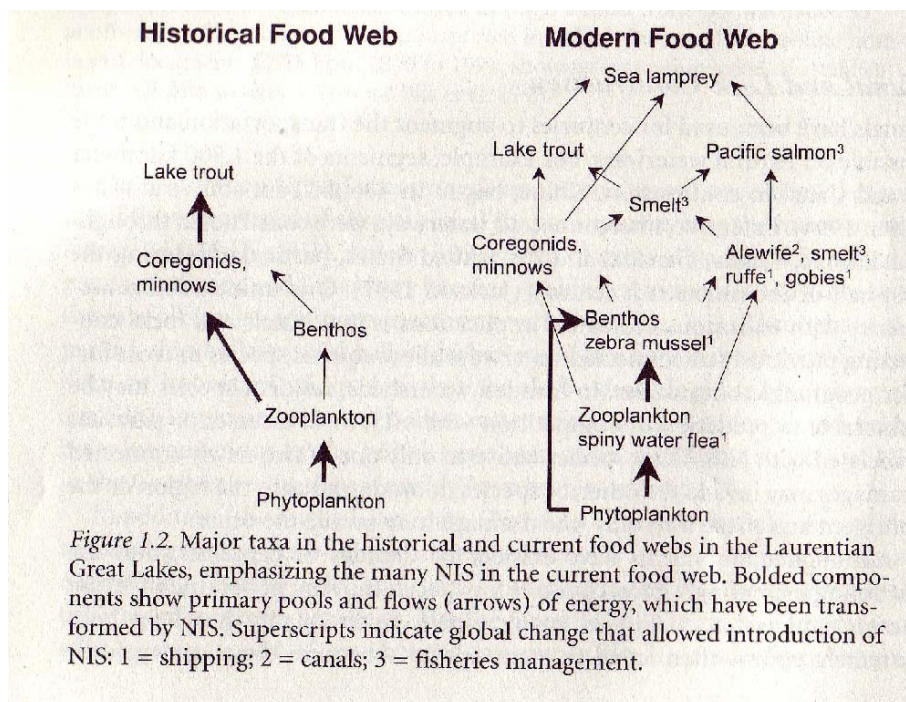 Historical Food Web
Modern Food Web
Lake trout
Coregonids,
minnows
Benthos
Zooplankton
Phytoplankton
Sea lamprey
Lake trout
Pacific salmon³
Smelt³
Coregonids,
minnows
Alewife², smelt³,
ruffe¹, gobies¹
Benthos
zebra mussel¹
Zooplankton
spiny water flea¹
Phytoplankton
Figure 1.2. Major taxa in the historical and current food webs in the Laurentian
Great Lakes, emphasizing the many NIS in the current food web. Bolded compo-
nents show primary pools and flows (arrows) of energy, which have been trans-
formed by NIS. Superscripts indicate global change that allowed introduction of
NIS: 1 = shipping; 2 = canals; 3 = fisheries management.